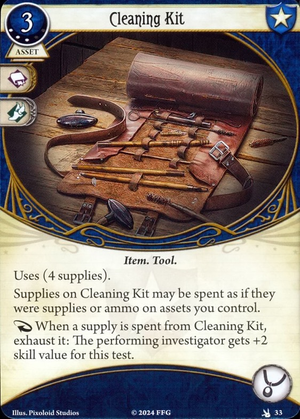 3
Cleaning Kit
ASSET
Item. Tool.
Uses (4 supplies).
Supplies on Cleaning Kit may be spent as if they
were supplies or ammo on assets you control.
When a supply is spent from Cleaning Kit,
exhaust it: The performing investigator gets +2
skill value for this test.
Illus. Pixoloid Studios
© 2024 FFG
33